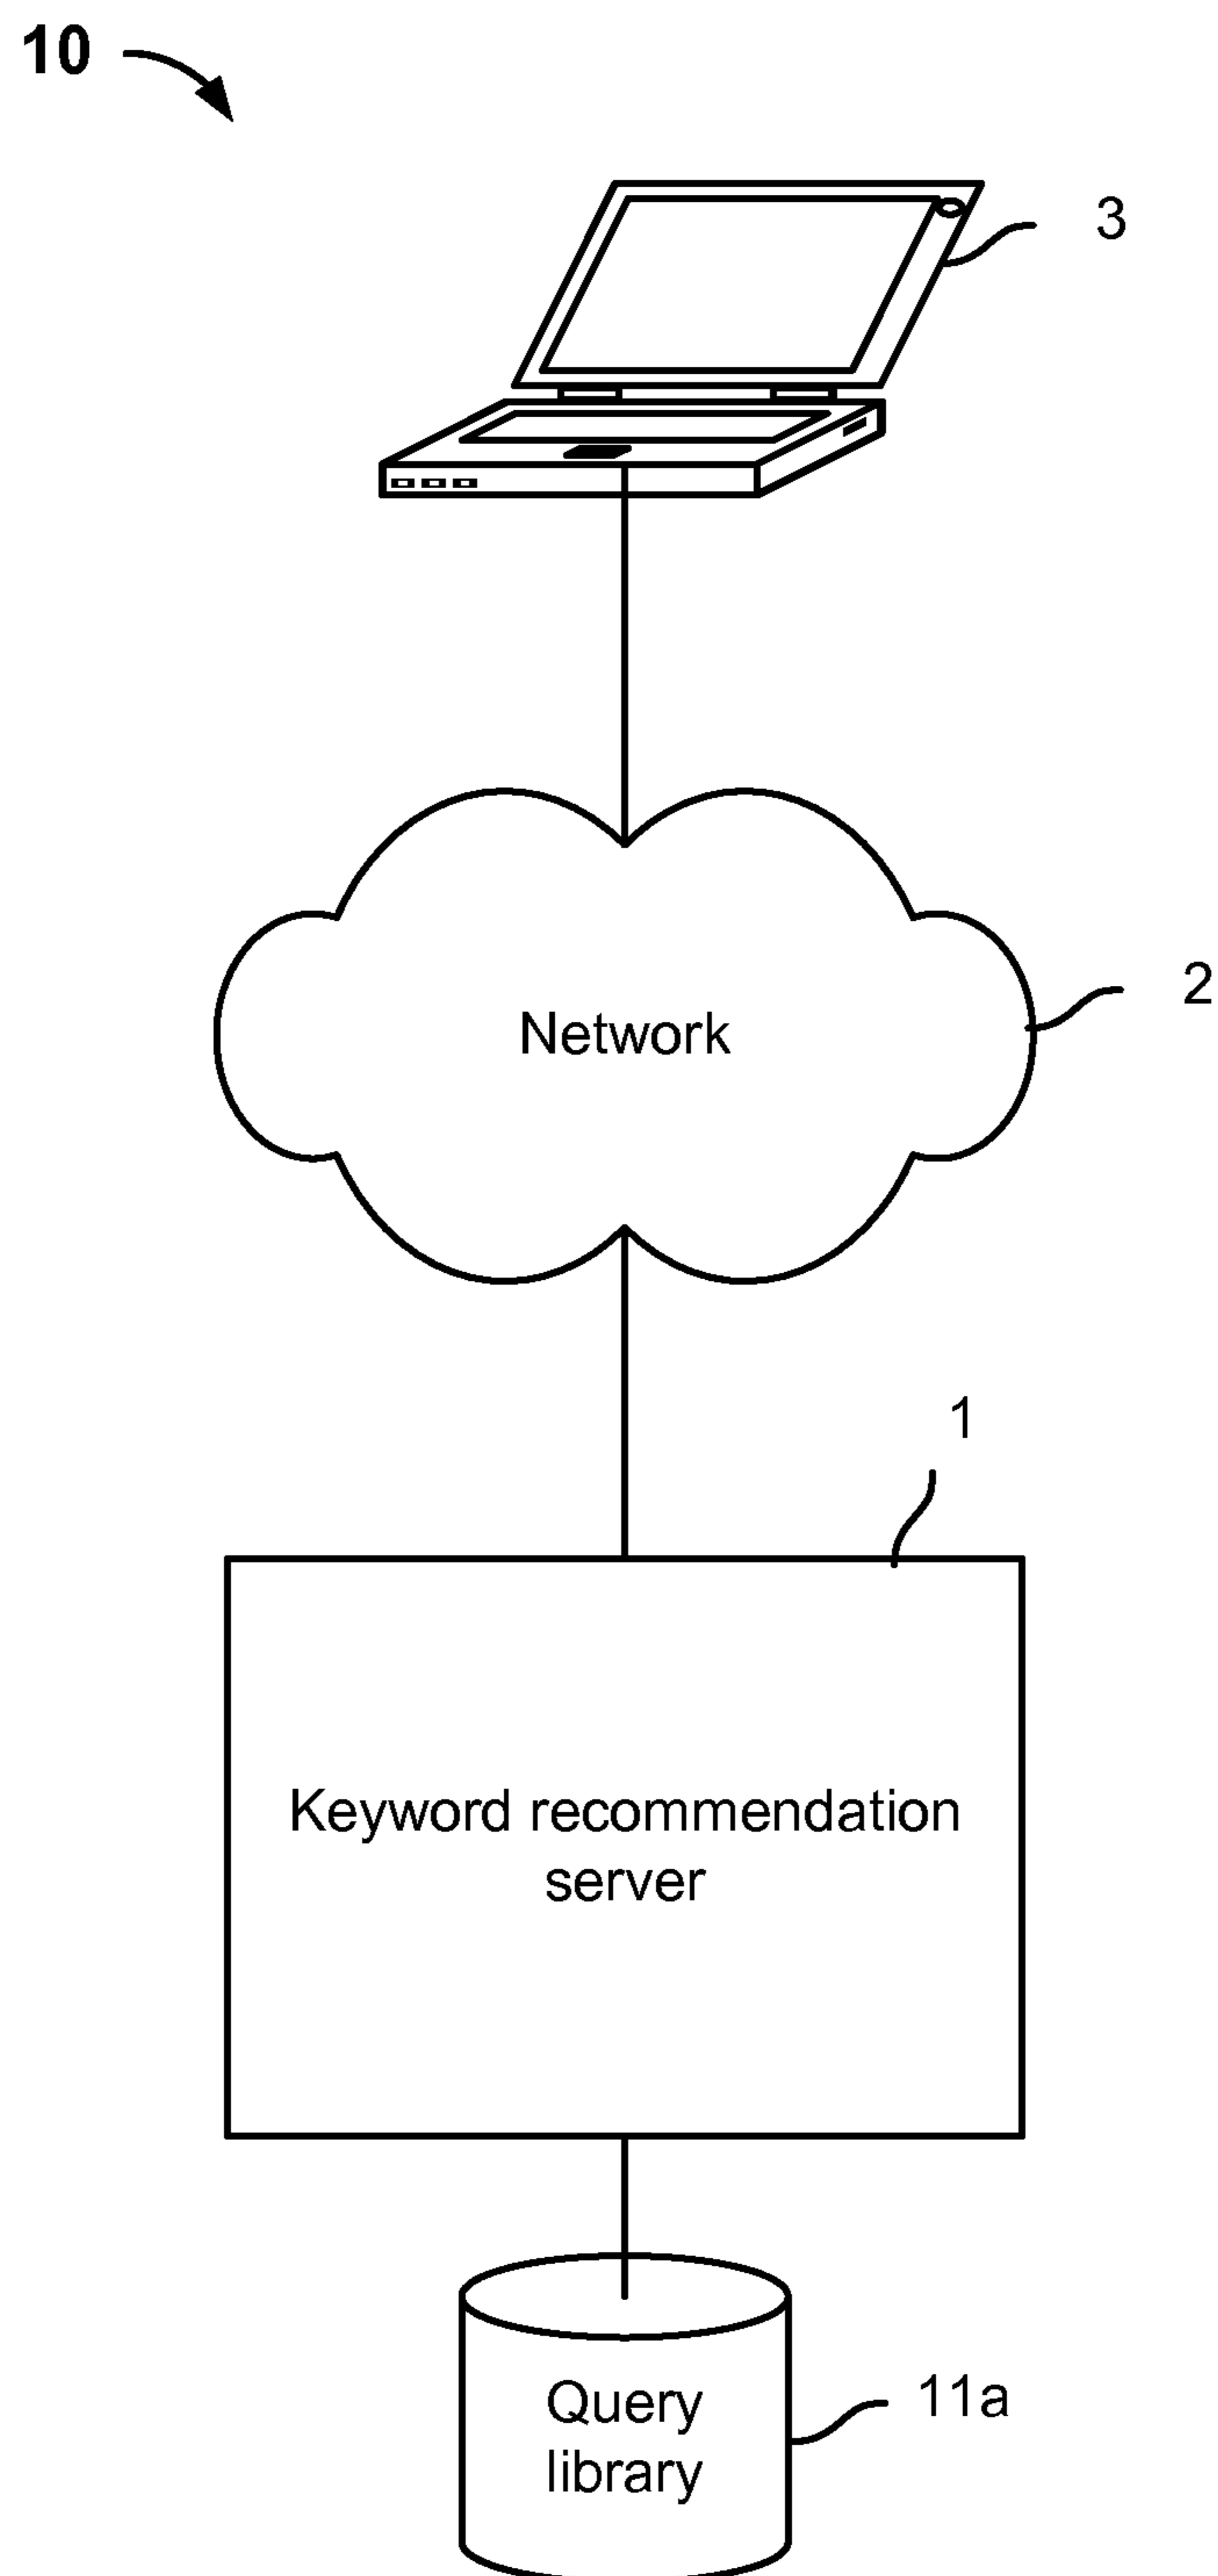 10
3
Network
2
1
Keyword recommendation
server
Query
library
11a